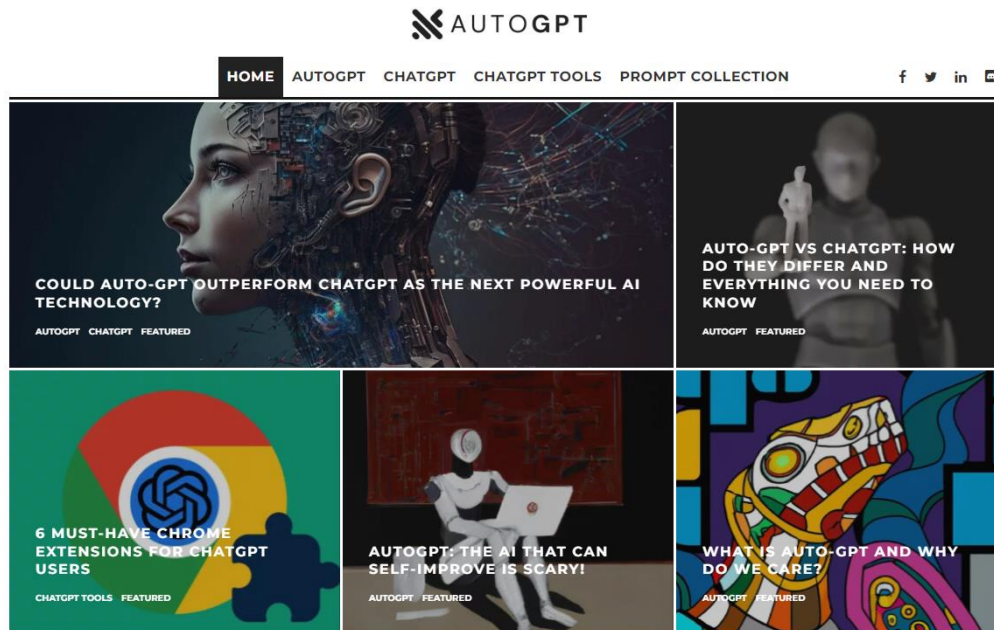 AUTOGPT
HOME AUTOGPT CHATGPT CHATGPT TOOLS PROMPT COLLECTION
COULD AUTO-GPT OUTPERFORM CHATGPT AS THE NEXT POWERFUL AI
TECHNOLOGY?
AUTOGPT CHATGPT FEATURED
AUTO-GPT VS CHATGPT: HOW
DO THEY DIFFER AND
EVERYTHING YOU NEED TO
KNOW
AUTOGPT FEATURED
6 MUST-HAVE CHROME
EXTENSIONS FOR CHATGPT
USERS
CHATGPT TOOLS FEATURED
AUTOGPT: THE AI THAT CAN
SELF-IMPROVE IS SCARY!
AUTOGPT FEATURED
WHAT IS AUTO-GPT AND WHY
DO WE CARE?
AUTOGPT FEATURED